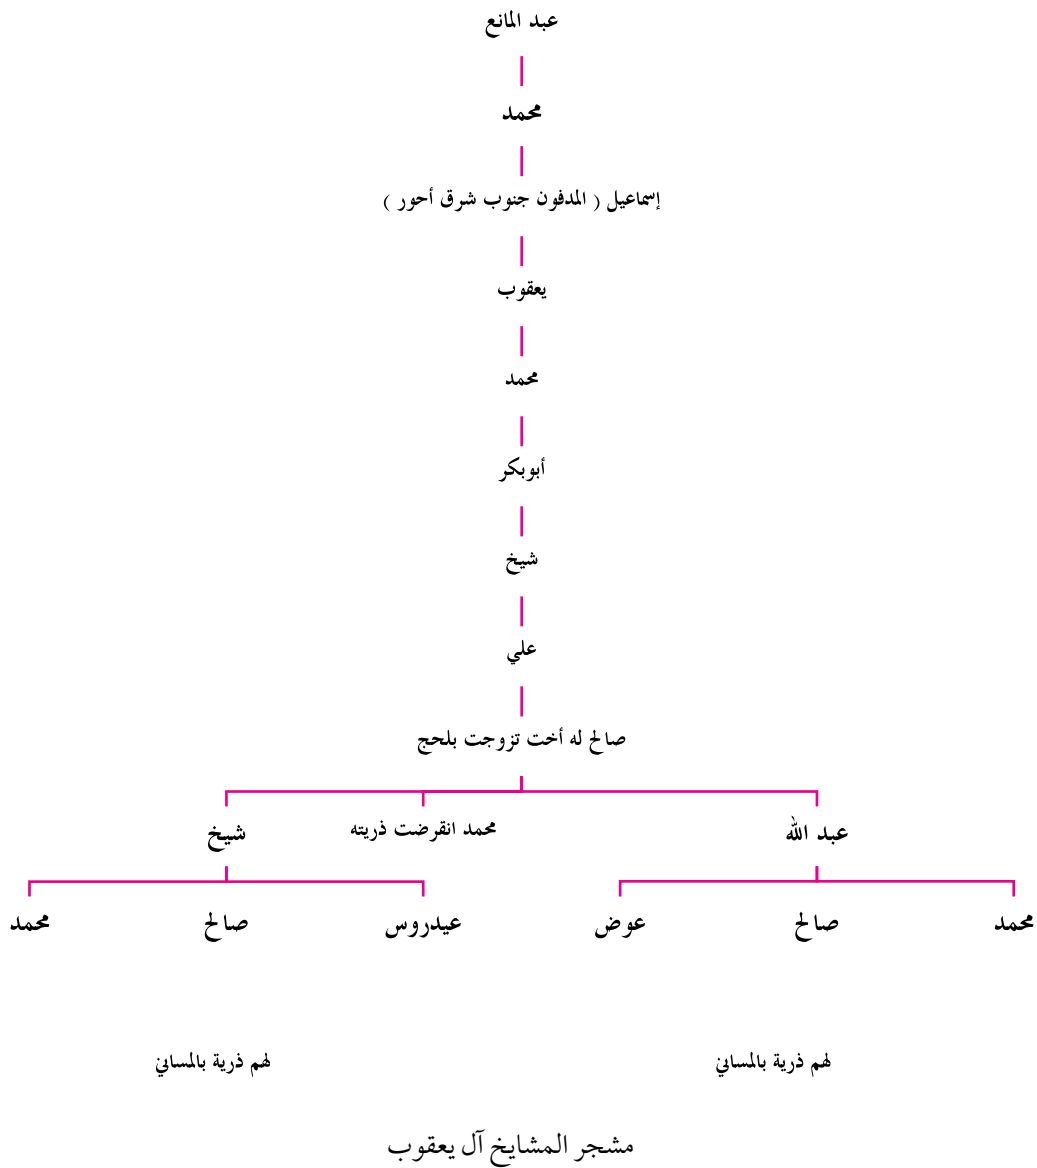 عبد المانع
محمد
إسماعيل ( المدفون جنوب شرق أحور )
يعقوب
محمد
أبوبكر
شيخ
علي
صالح له أخت تزوجت بلحج
عبد الله
محمد انقرضت ذريته
شيخ
محمد
صالح
عوض
عيدروس
صالح
محمد
لهم ذرية بالمساني
لهم ذرية بالمساني
مشجر المشايخ آل يعقوب